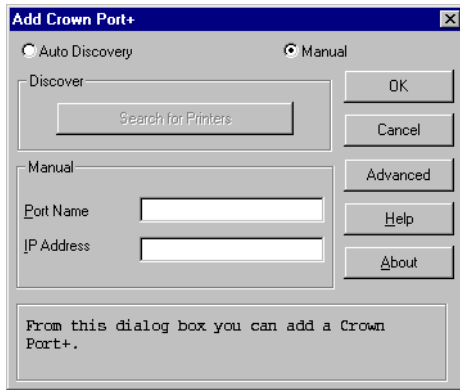 Add Crown Port+
Auto Discovery
Manual
Discover
Search for Printers
Manual
Port Name
IP Address
OK
Cancel
Advanced
Help
About
From this dialog box you can add a Crown
Port+.